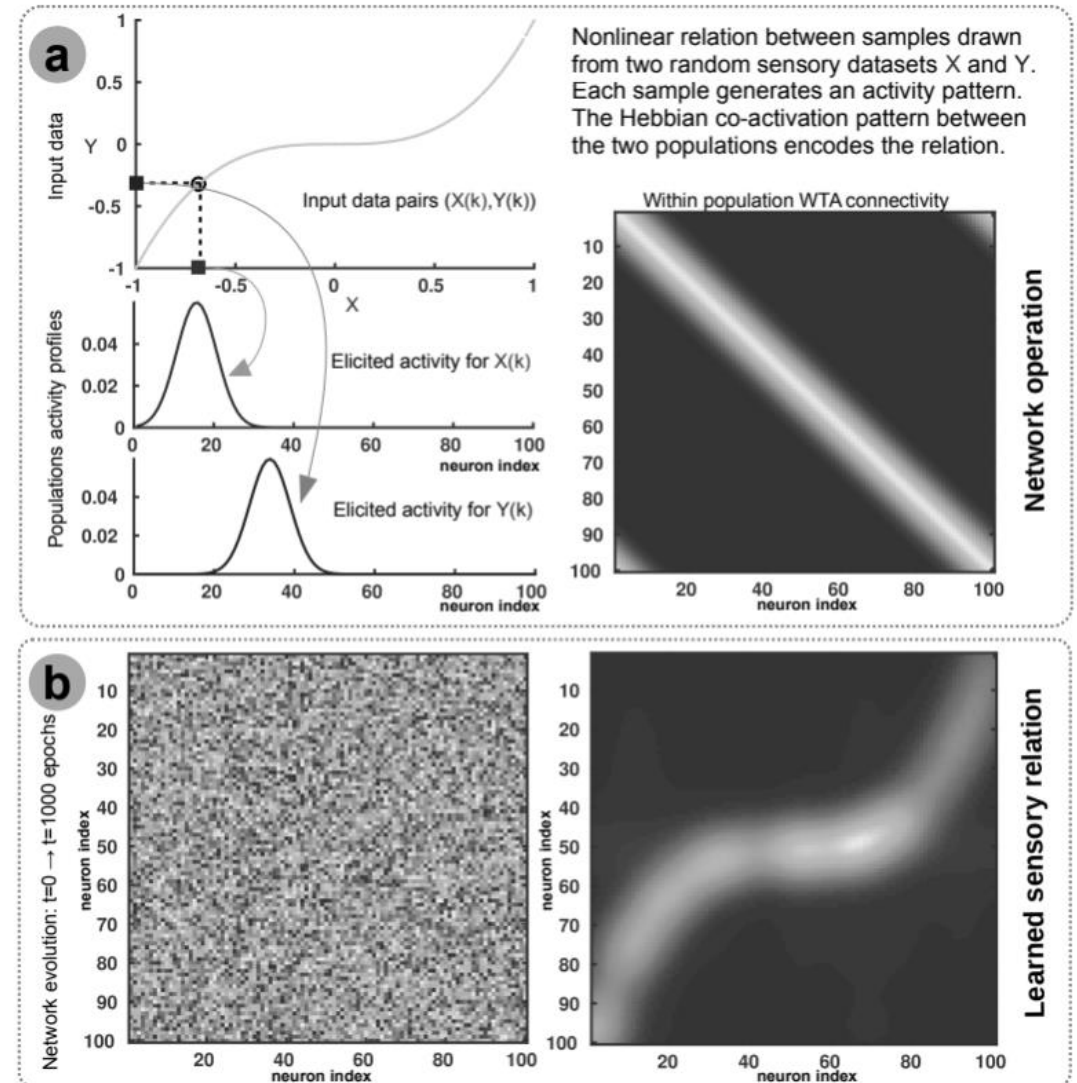 a
Nonlinear relation between samples drawn
from two random sensory datasets X and Y.
Each sample generates an activity pattern.
The Hebbian co-activation pattern between
the two populations encodes the relation.
Input data
Y
1
0.5
0
-0.5
-1
Input data pairs (X(k),Y(k))
-1 -0.5 0 0.5 1
X
Populations activity profiles
0.04
0.02
0
Elicited activity for X(k)
0 20 40 60 80 100
neuron index
0.04
0.02
0
Elicited activity for Y(k)
0 20 40 60 80 100
neuron index
Within population WTA connectivity
10
20
30
40
50
60
70
80
90
100
20 40 60 80 100
neuron index
Network operation
b
Network evolution: t=0 → t=1000 epochs
neuron index
10
20
30
40
50
60
70
80
90
100
20 40 60 80 100
neuron index
neuron index
10
20
30
40
50
60
70
80
90
100
20 40 60 80 100
neuron index
Learned sensory relation